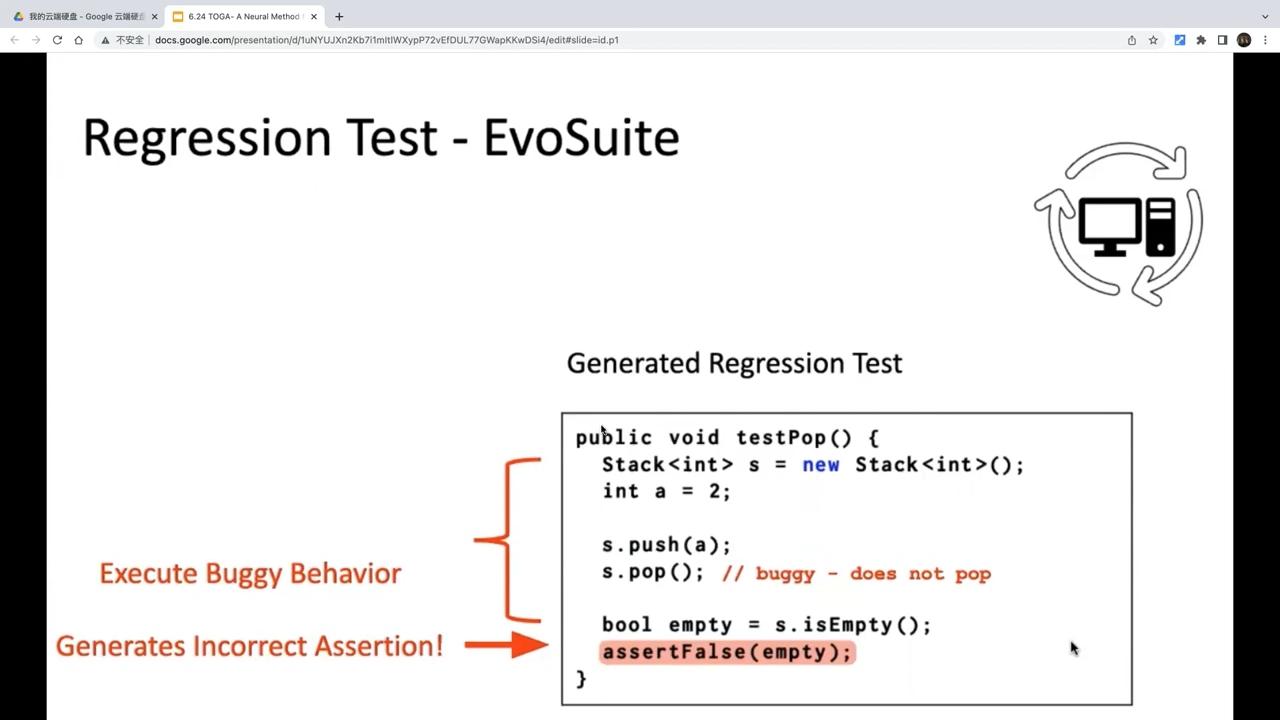 我的云端硬盘 - Google 云端硬
6.24 TOGA- A Neural Method
不安全
docs.google.com/presentation/d/1uNYUJXn2Kb7i1mItIWXypP72vEfDUL77GWapKKwDSi4/edit#slide=id.p1
Regression Test - EvoSuite
Generated Regression Test
public void testPop() {
Stack<int> s = new Stack<int>();
int a = 2;
s.push(a);
s.pop(); // buggy - does not pop
bool empty = s.isEmpty();
assertFalse(empty);
}
Execute Buggy Behavior
Generates Incorrect Assertion!